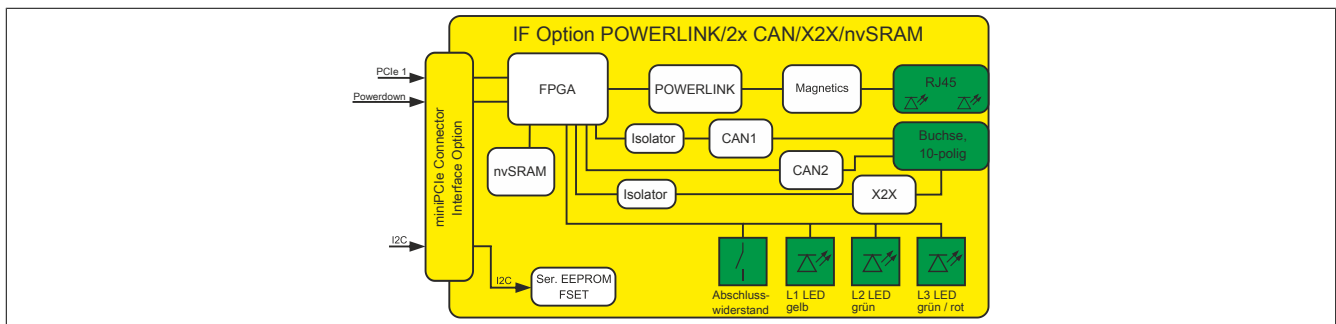 IF Option POWERLINK/2x CAN/X2X/nvSRAM
PCIe 1
Powerdown
I2C
miniPCIe Connector
Interface Option
FPGA
POWERLINK
Magnetics
RJ45
Isolator
CAN1
Buchse,
10-polig
nvSRAM
CAN2
Isolator
X2X
I2C
Ser. EEPROM
FSET
Abschluss-
widerstand
L1 LED
gelb
L2 LED
grün
L3 LED
grün / rot